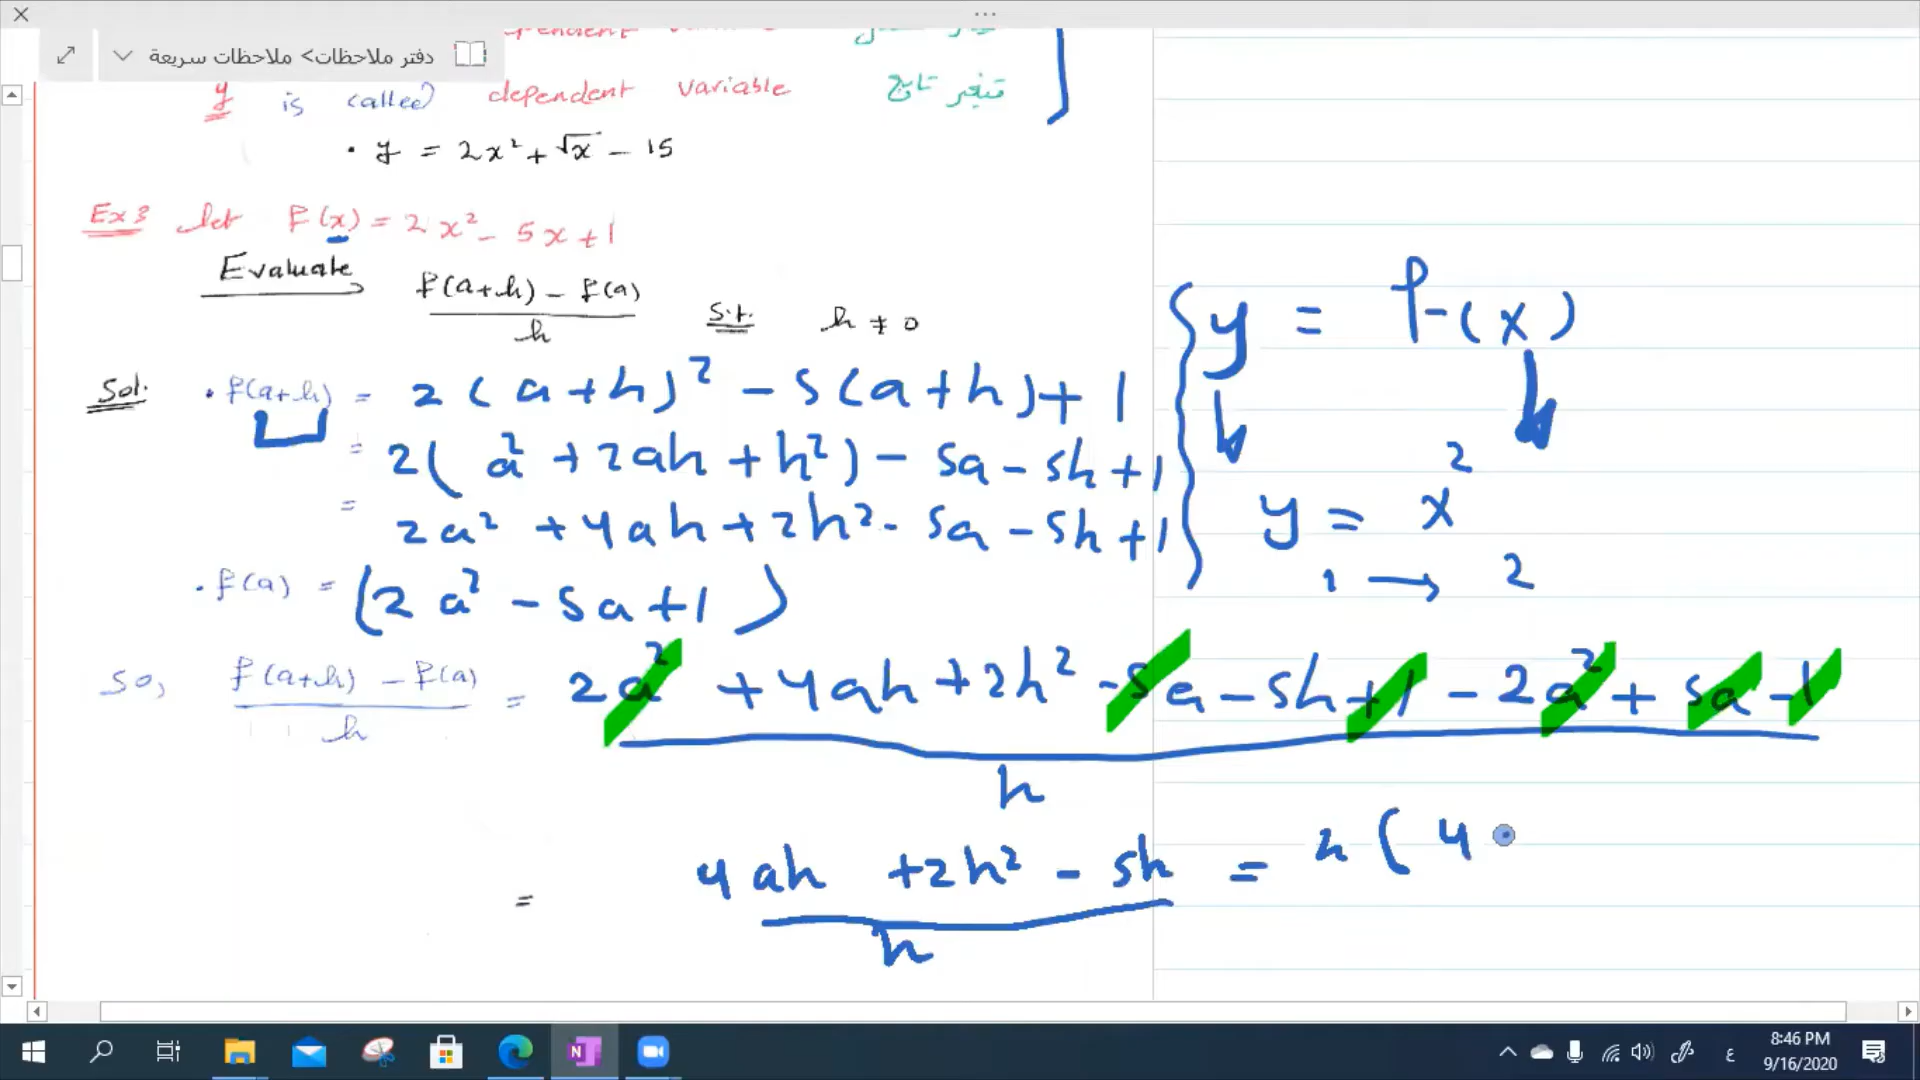 دفتر ملاحظات> ملاحظات سريعة
y is called dependent variable
y = 2x² + √x - 15
Ex 3 let f(x) = 2x² - 5x + 1
Evaluate f(a+h) - f(a) / h s.t. h ≠ 0
Sol. • f(a+h) = 2(a+h)² - 5(a+h) + 1
= 2(a² + 2ah + h²) - 5a - 5h + 1
= 2a² + 4ah + 2h² - 5a - 5h + 1
• f(a) = (2a² - 5a + 1)
So, f(a+h) - f(a) / h = 2a² + 4ah + 2h² - 5a - 5h + 1 - 2a² + 5a - 1 / h
= 4ah + 2h² - 5h / h = h ( 4
y = f(x)
y = x²
1 → 2
8:46 PM
ع
9/16/2020